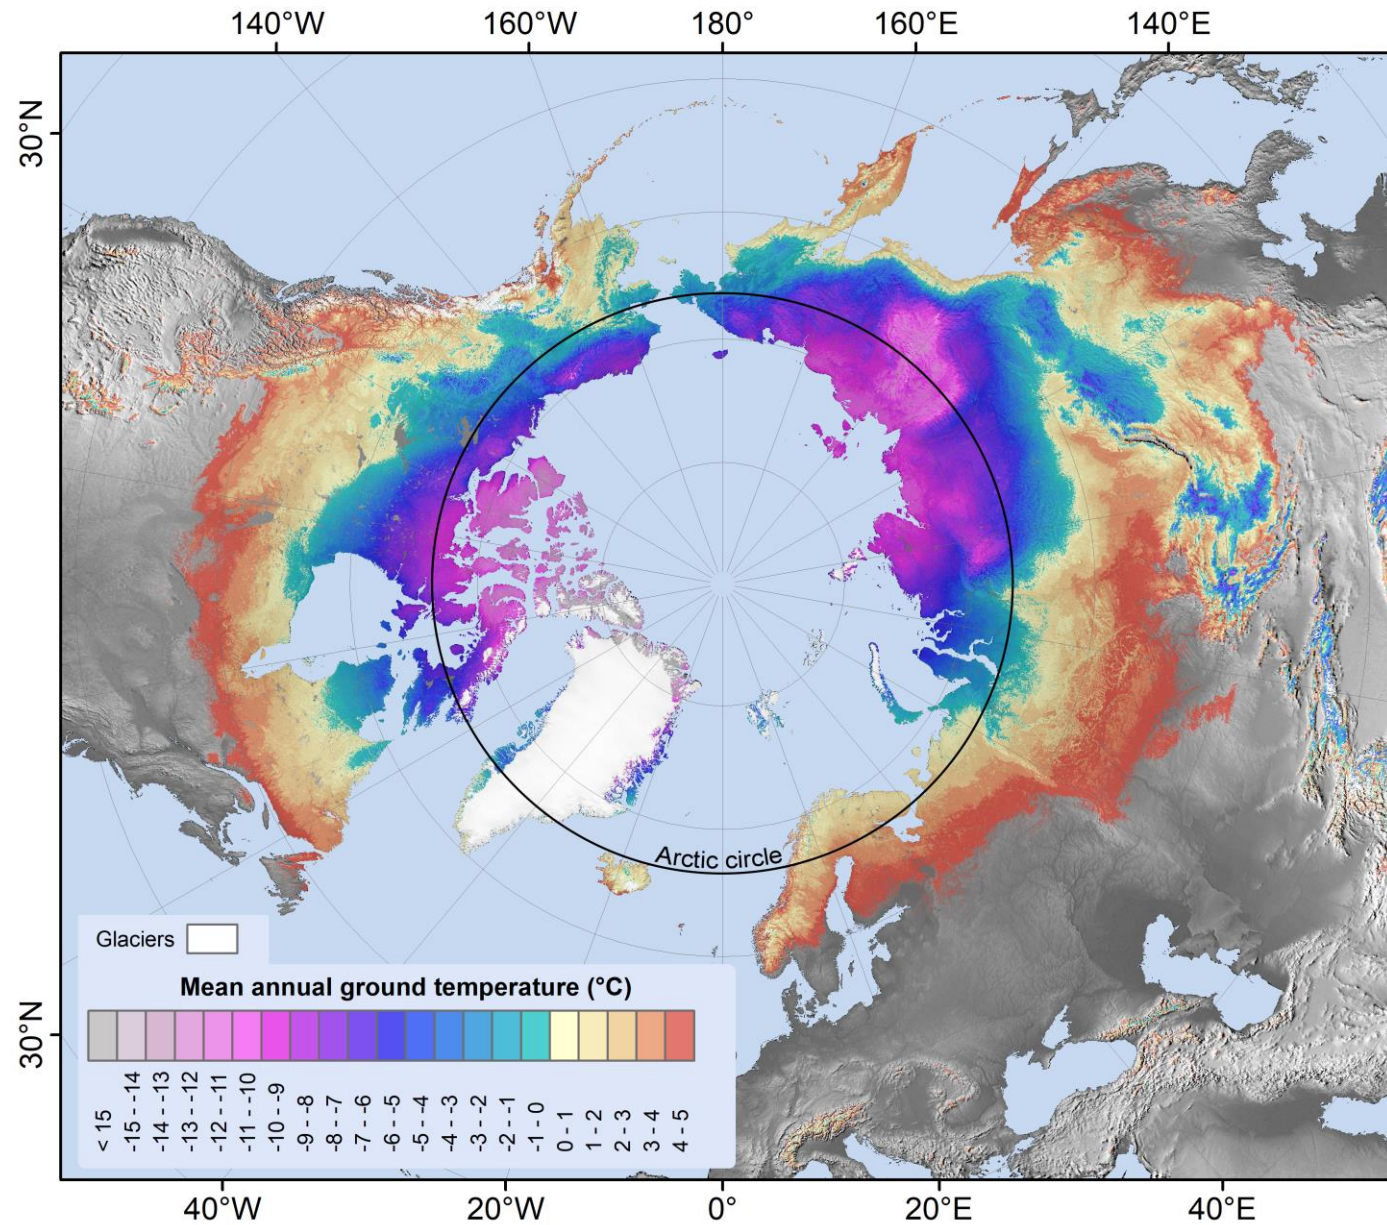 140°W 160°W 180° 160°E 140°E
30°N
Arctic circle
Glaciers
Mean annual ground temperature (°C)
< 15
-15 - -14
-14 - -13
-13 - -12
-12 - -11
-11 - -10
-10 - -9
-9 - -8
-8 - -7
-7 - -6
-6 - -5
-5 - -4
-4 - -3
-3 - -2
-2 - -1
-1 - 0
0 - 1
1 - 2
2 - 3
3 - 4
4 - 5
30°N
40°W 20°W 0° 20°E 40°E